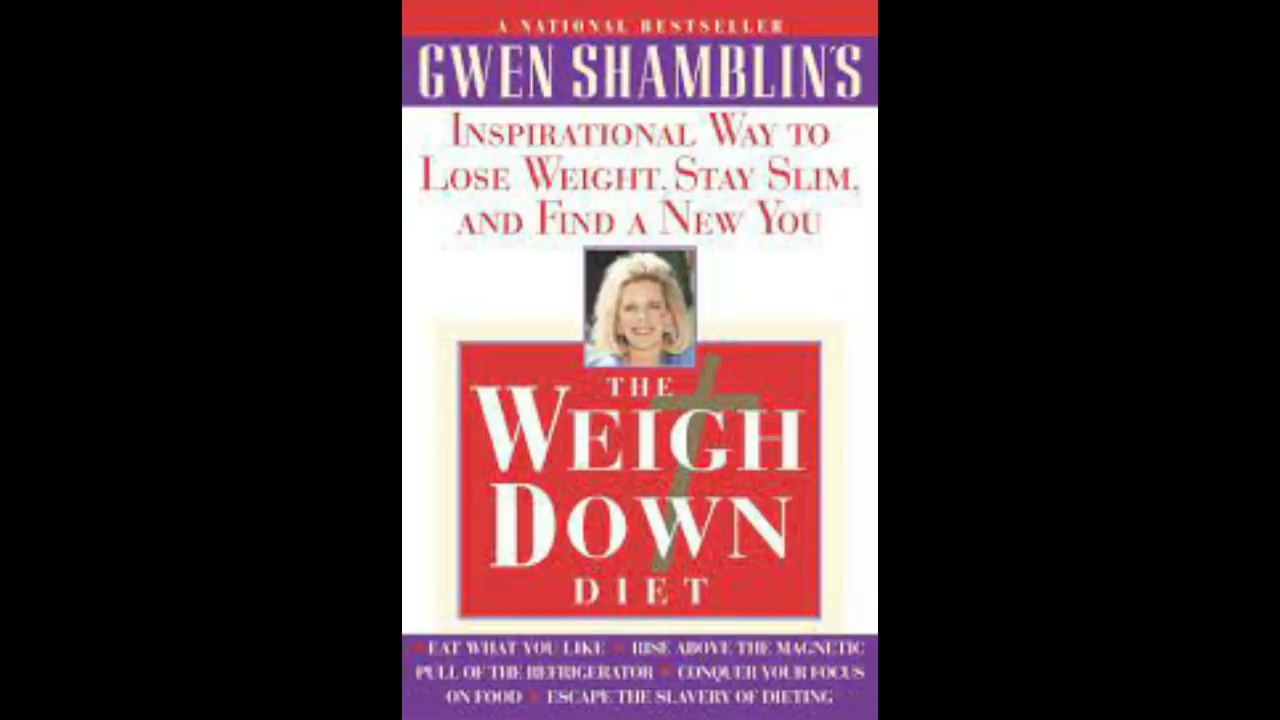 A NATIONAL BESTSELLER
GWEN SHAMBLIN'S
INSPIRATIONAL WAY TO
LOSE WEIGHT, STAY SLIM,
AND FIND A NEW YOU
THE
WEIGH
DOWN
DIET
EAT WHAT YOU LIKE * RISE ABOVE THE MAGNETIC
PULL OF THE REFRIGERATOR * CONQUER YOUR FOCUS
ON FOOD * ESCAPE THE SLAVERY OF DIETING